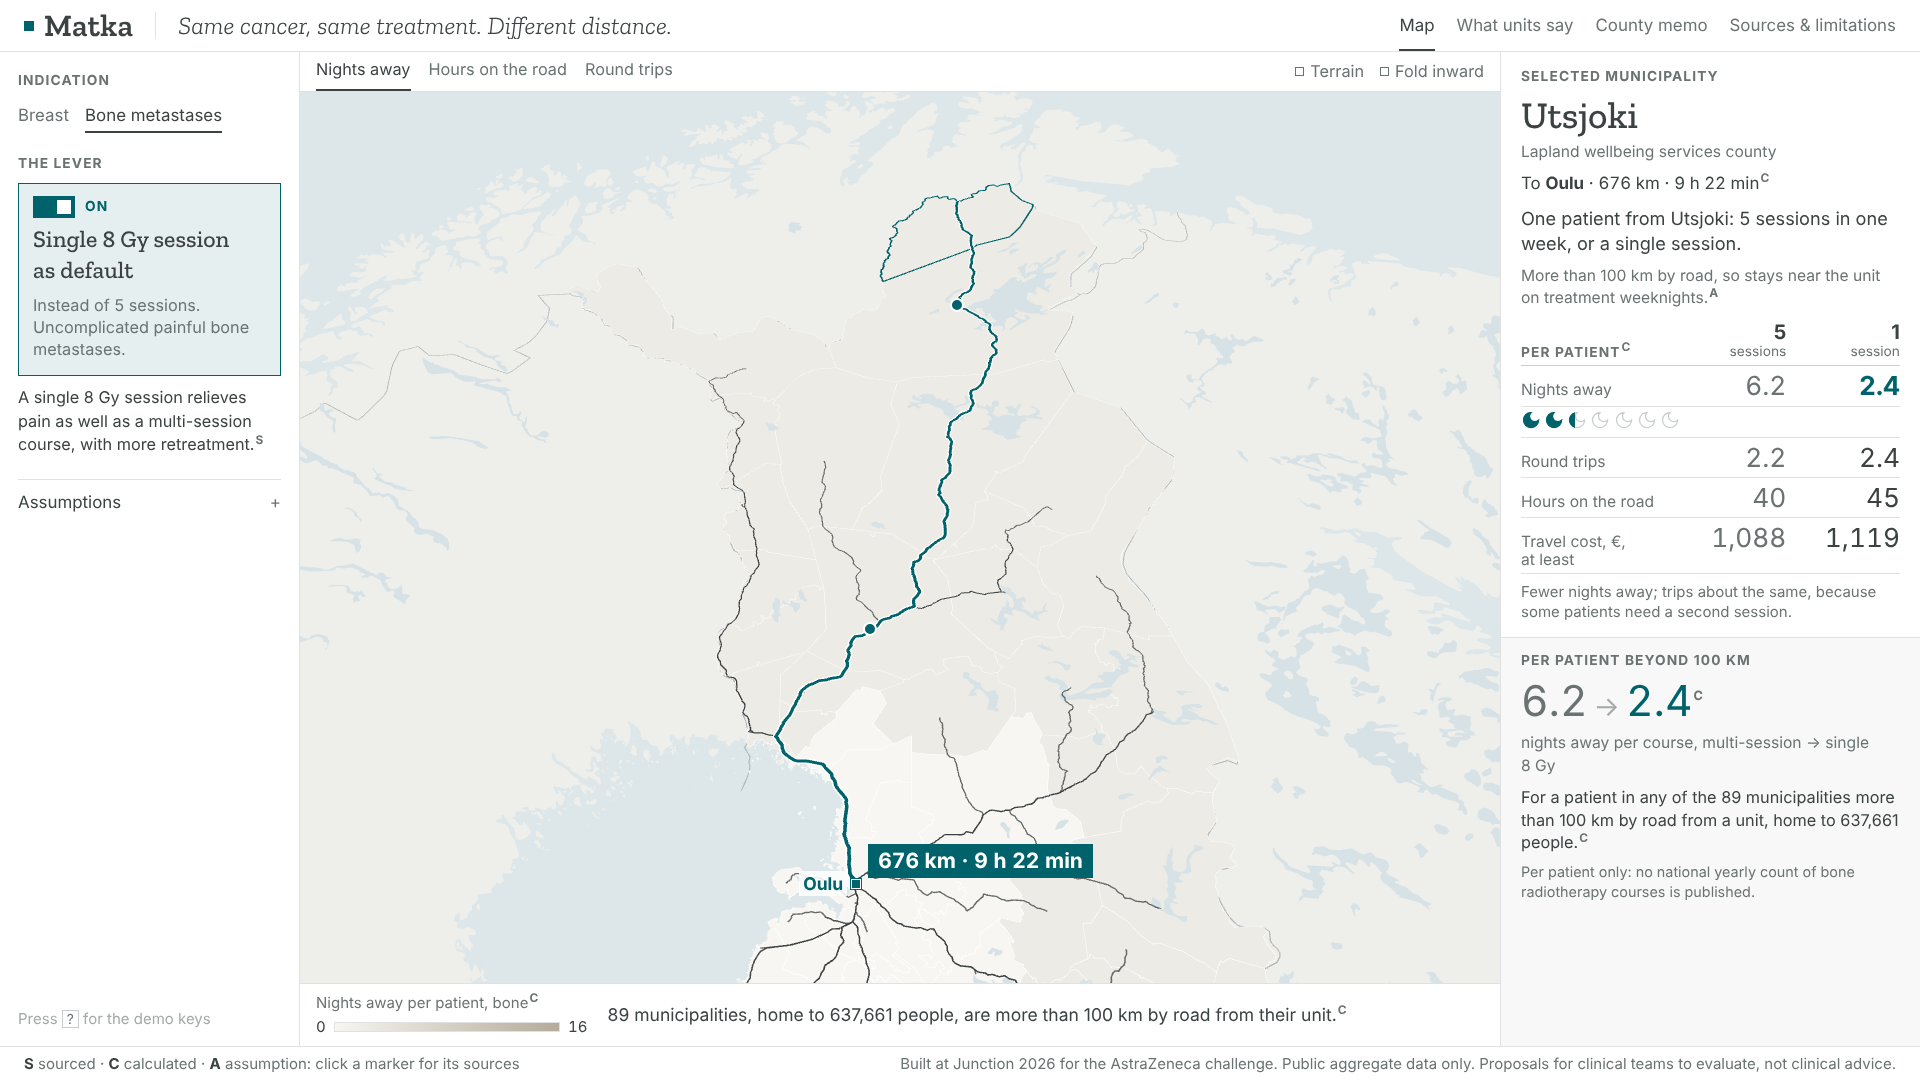 Matka
Same cancer, same treatment. Different distance.
Map
What units say
County memo
Sources & limitations
INDICATION
Breast
Bone metastases
THE LEVER
ON
Single 8 Gy session
as default
Instead of 5 sessions.
Uncomplicated painful bone
metastases.
A single 8 Gy session relieves
pain as well as a multi-session
course, with more retreatment.S
Assumptions +
Press ? for the demo keys
Nights away
Hours on the road
Round trips
Terrain
Fold inward
676 km · 9 h 22 min
Oulu
Nights away per patient, boneC
0 16
89 municipalities, home to 637,661 people, are more than 100 km by road from their unit.C
SELECTED MUNICIPALITY
Utsjoki
Lapland wellbeing services county
To Oulu · 676 km · 9 h 22 minC
One patient from Utsjoki: 5 sessions in one
week, or a single session.
More than 100 km by road, so stays near the unit
on treatment weeknights.A
PER PATIENTC
5 sessions
1 session
Nights away 6.2 2.4
Round trips 2.2 2.4
Hours on the road 40 45
Travel cost, €, 1,088 1,119
at least
Fewer nights away; trips about the same, because
some patients need a second session.
PER PATIENT BEYOND 100 KM
6.2 → 2.4C
nights away per course, multi-session → single
8 Gy
For a patient in any of the 89 municipalities more
than 100 km by road from a unit, home to 637,661
people.C
Per patient only: no national yearly count of bone
radiotherapy courses is published.
S sourced · C calculated · A assumption: click a marker for its sources
Built at Junction 2026 for the AstraZeneca challenge. Public aggregate data only. Proposals for clinical teams to evaluate, not clinical advice.